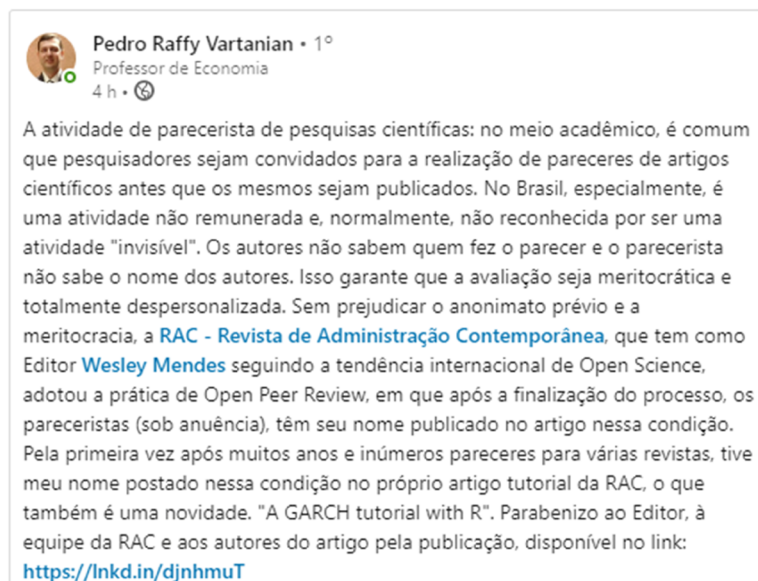 Pedro Raffy Vartanian • 1º
Professor de Economia
4 h •
A atividade de parecerista de pesquisas científicas: no meio acadêmico, é comum
que pesquisadores sejam convidados para a realização de pareceres de artigos
científicos antes que os mesmos sejam publicados. No Brasil, especialmente, é
uma atividade não remunerada e, normalmente, não reconhecida por ser uma
atividade "invisível". Os autores não sabem quem fez o parecer e o parecerista
não sabe o nome dos autores. Isso garante que a avaliação seja meritocrática e
totalmente despersonalizada. Sem prejudicar o anonimato prévio e a
meritocracia, a RAC - Revista de Administração Contemporânea, que tem como
Editor Wesley Mendes seguindo a tendência internacional de Open Science,
adotou a prática de Open Peer Review, em que após a finalização do processo, os
pareceristas (sob anuência), têm seu nome publicado no artigo nessa condição.
Pela primeira vez após muitos anos e inúmeros pareceres para várias revistas, tive
meu nome postado nessa condição no próprio artigo tutorial da RAC, o que
também é uma novidade. "A GARCH tutorial with R". Parabenizo ao Editor, à
equipe da RAC e aos autores do artigo pela publicação, disponível no link:
https://lnkd.in/djnhmuT